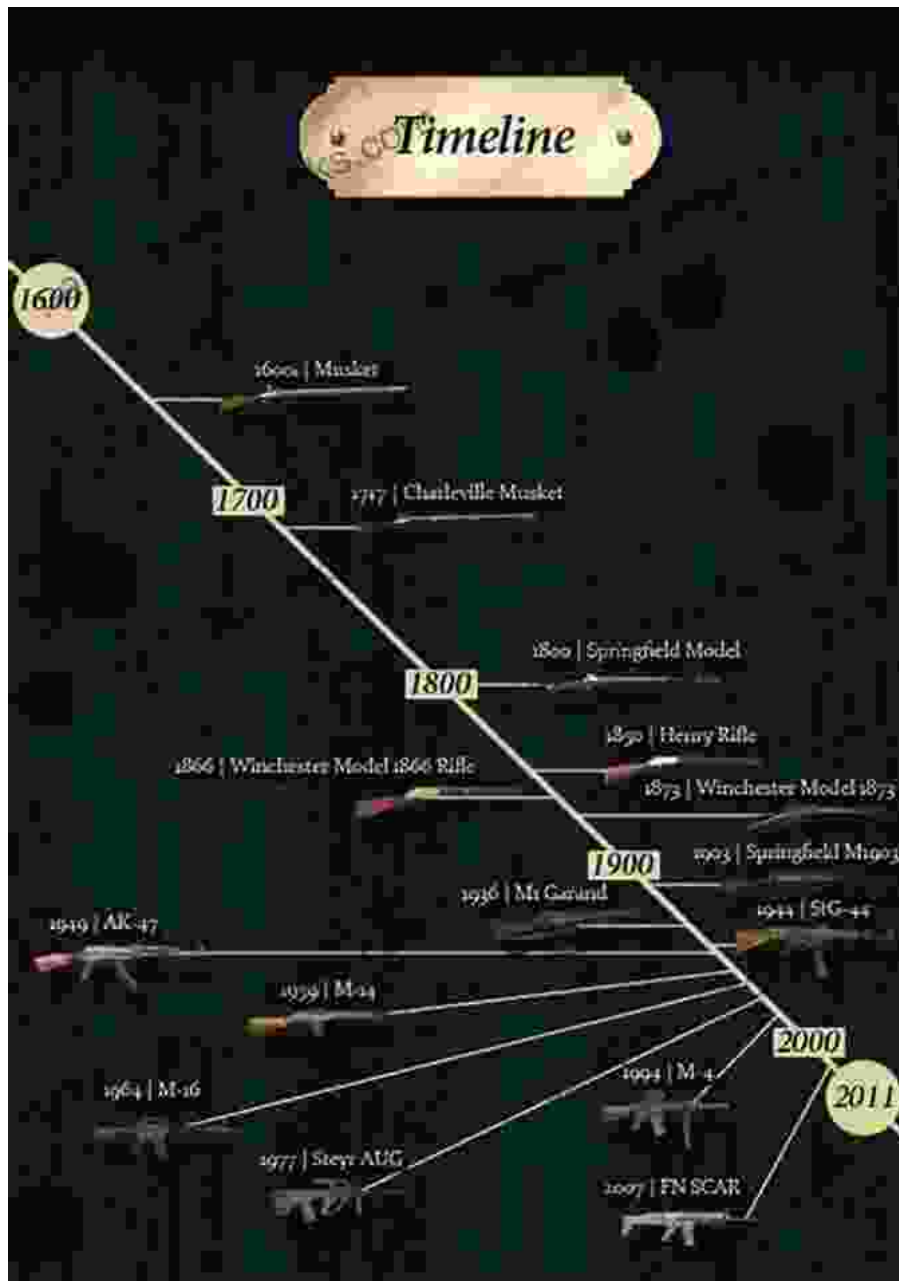 Timeline
1600
1600s | Musket
1700
1717 | Charleville Musket
1800 | Springfield Model
1800
1850 | Henry Rifle
1866 | Winchester Model 1866 Rifle
1873 | Winchester Model 1873
1903 | Springfield M1903
1900
1936 | M1 Garand
1944 | StG-44
1949 | AK-47
1959 | M-14
2000
1994 | M-4
1964 | M-16
2011
1977 | Steyr AUG
2007 | FN SCAR